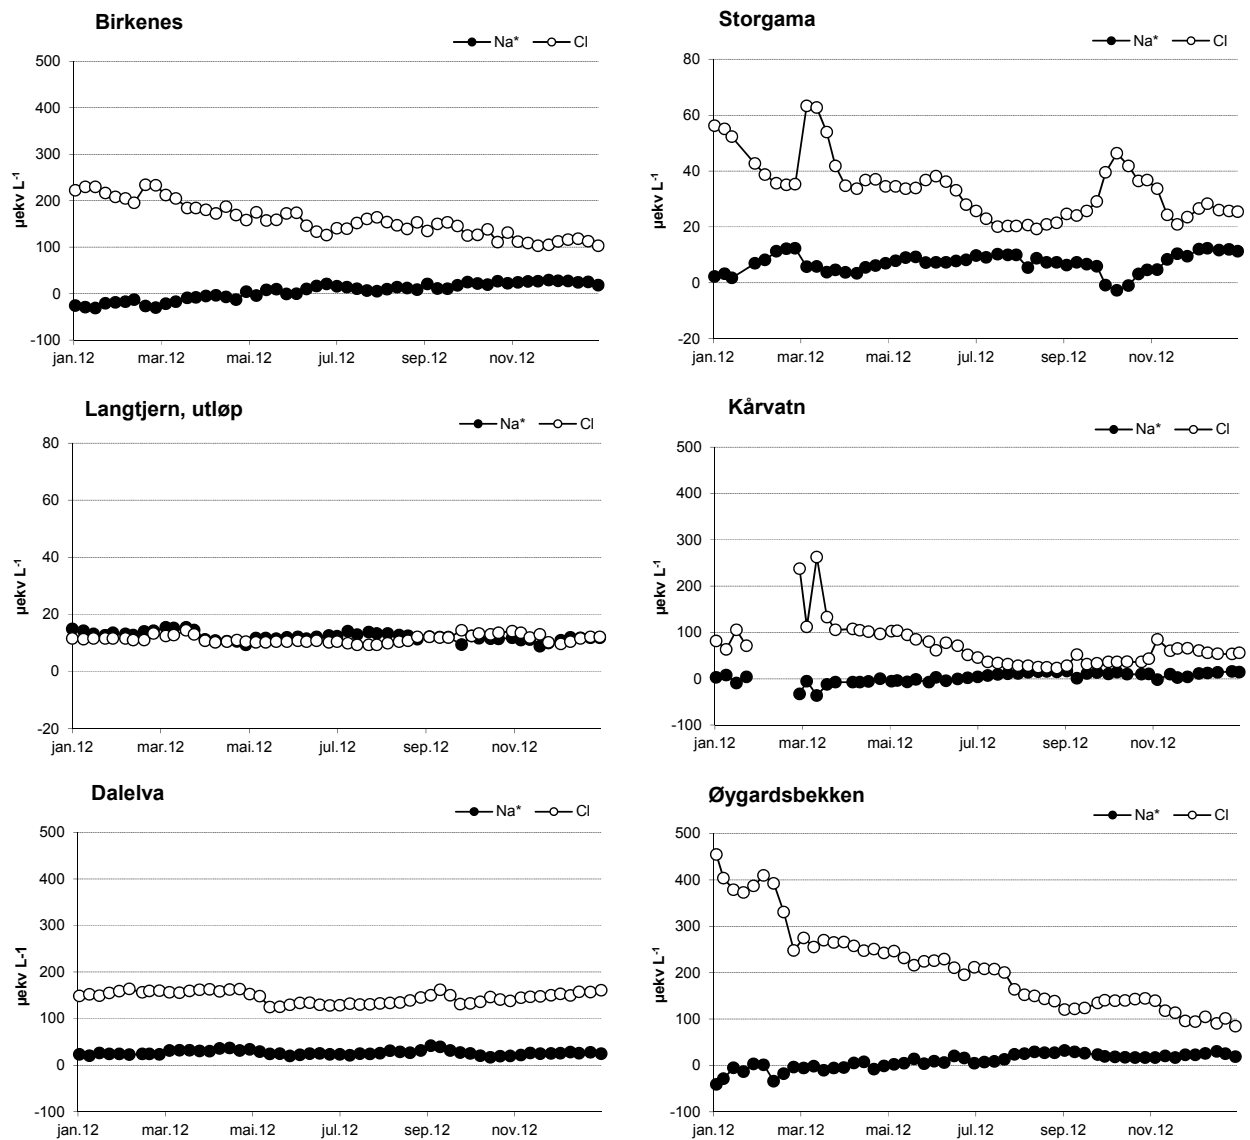 Birkenes
Na* Cl
500
400
300
200
100
0
-100
µekv L-1
jan.12 mar.12 mai.12 jul.12 sep.12 nov.12
Storgama
Na* Cl
80
60
40
20
0
-20
µekv L-1
jan.12 mar.12 mai.12 jul.12 sep.12 nov.12
Langtjern, utløp
Na* Cl
80
60
40
20
0
-20
µekv L-1
jan.12 mar.12 mai.12 jul.12 sep.12 nov.12
Kårvatn
Na* Cl
500
400
300
200
100
0
-100
µekv L-1
jan.12 mar.12 mai.12 jul.12 sep.12 nov.12
Dalelva
Na* Cl
500
400
300
200
100
0
-100
µekv L-1
jan.12 mar.12 mai.12 jul.12 sep.12 nov.12
Øygardsbekken
Na* Cl
500
400
300
200
100
0
-100
µekv L-1
jan.12 mar.12 mai.12 jul.12 sep.12 nov.12